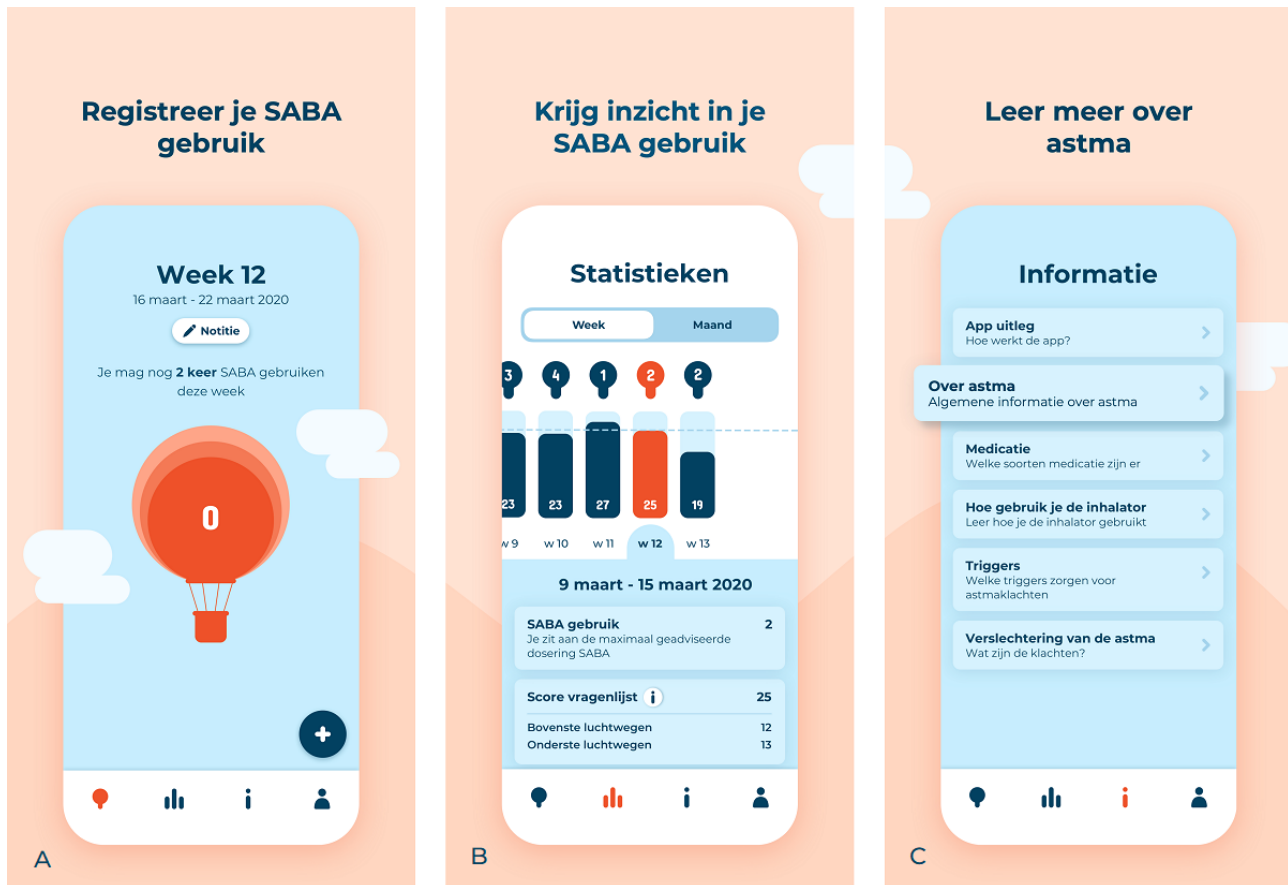 Registreer je SABA
gebruik
Week 12
16 maart - 22 maart 2020
Notitie
Je mag nog 2 keer SABA gebruiken
deze week
0
A
Krijg inzicht in je
SABA gebruik
Statistieken
Week Maand
3 4 1 2 2
23 23 27 25 19
w 9 w 10 w 11 w 12 w 13
9 maart - 15 maart 2020
SABA gebruik 2
Je zit aan de maximaal geadviseerde
dosering SABA
Score vragenlijst i 25
Bovenste luchtwegen 12
Onderste luchtwegen 13
B
Leer meer over
astma
Informatie
App uitleg
Hoe werkt de app?
Over astma
Algemene informatie over astma
Medicatie
Welke soorten medicatie zijn er
Hoe gebruik je de inhalator
Leer hoe je de inhalator gebruikt
Triggers
Welke triggers zorgen voor
astmaklachten
Verslechtering van de astma
Wat zijn de klachten?
C